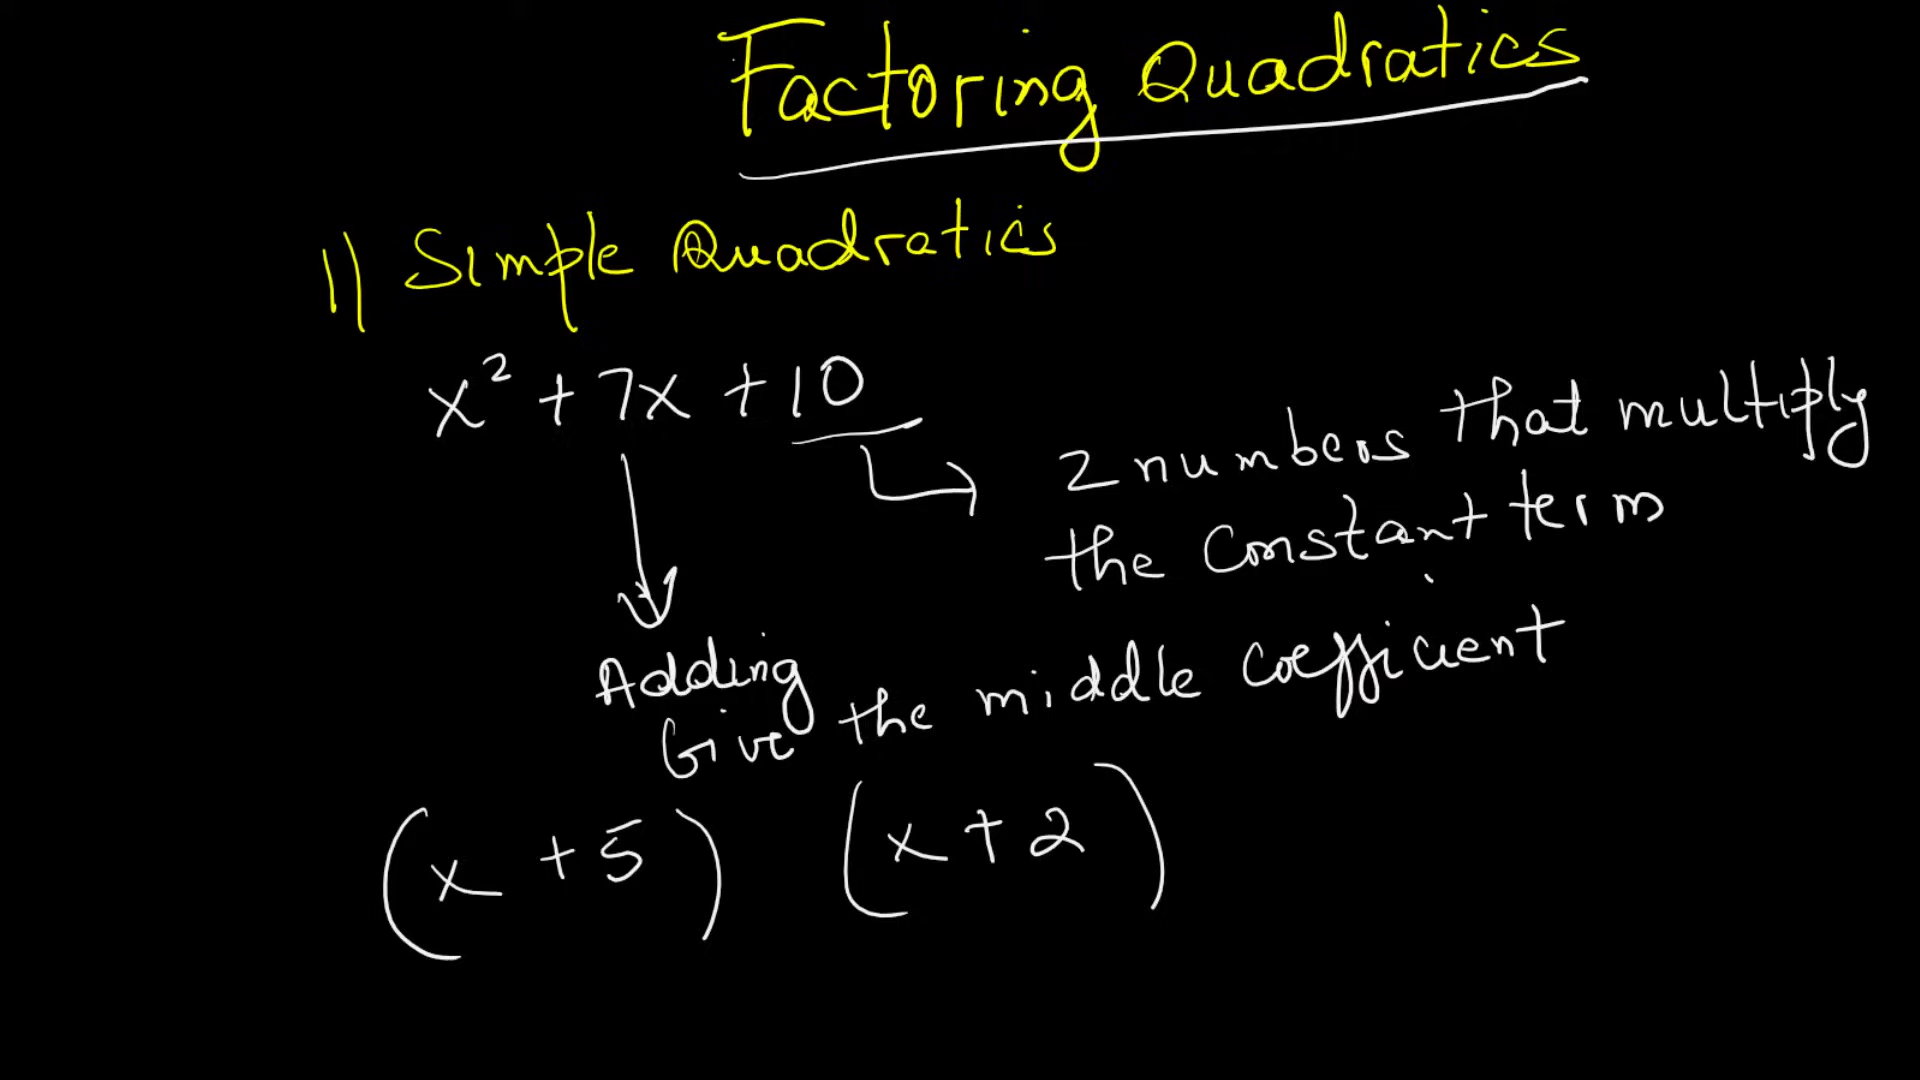 Factoring Quadratics
1) Simple Quadratics
x² + 7x + 10
2 numbers that multiply
the constant term
Adding
Give the middle coefficient
(x + 5) (x + 2)